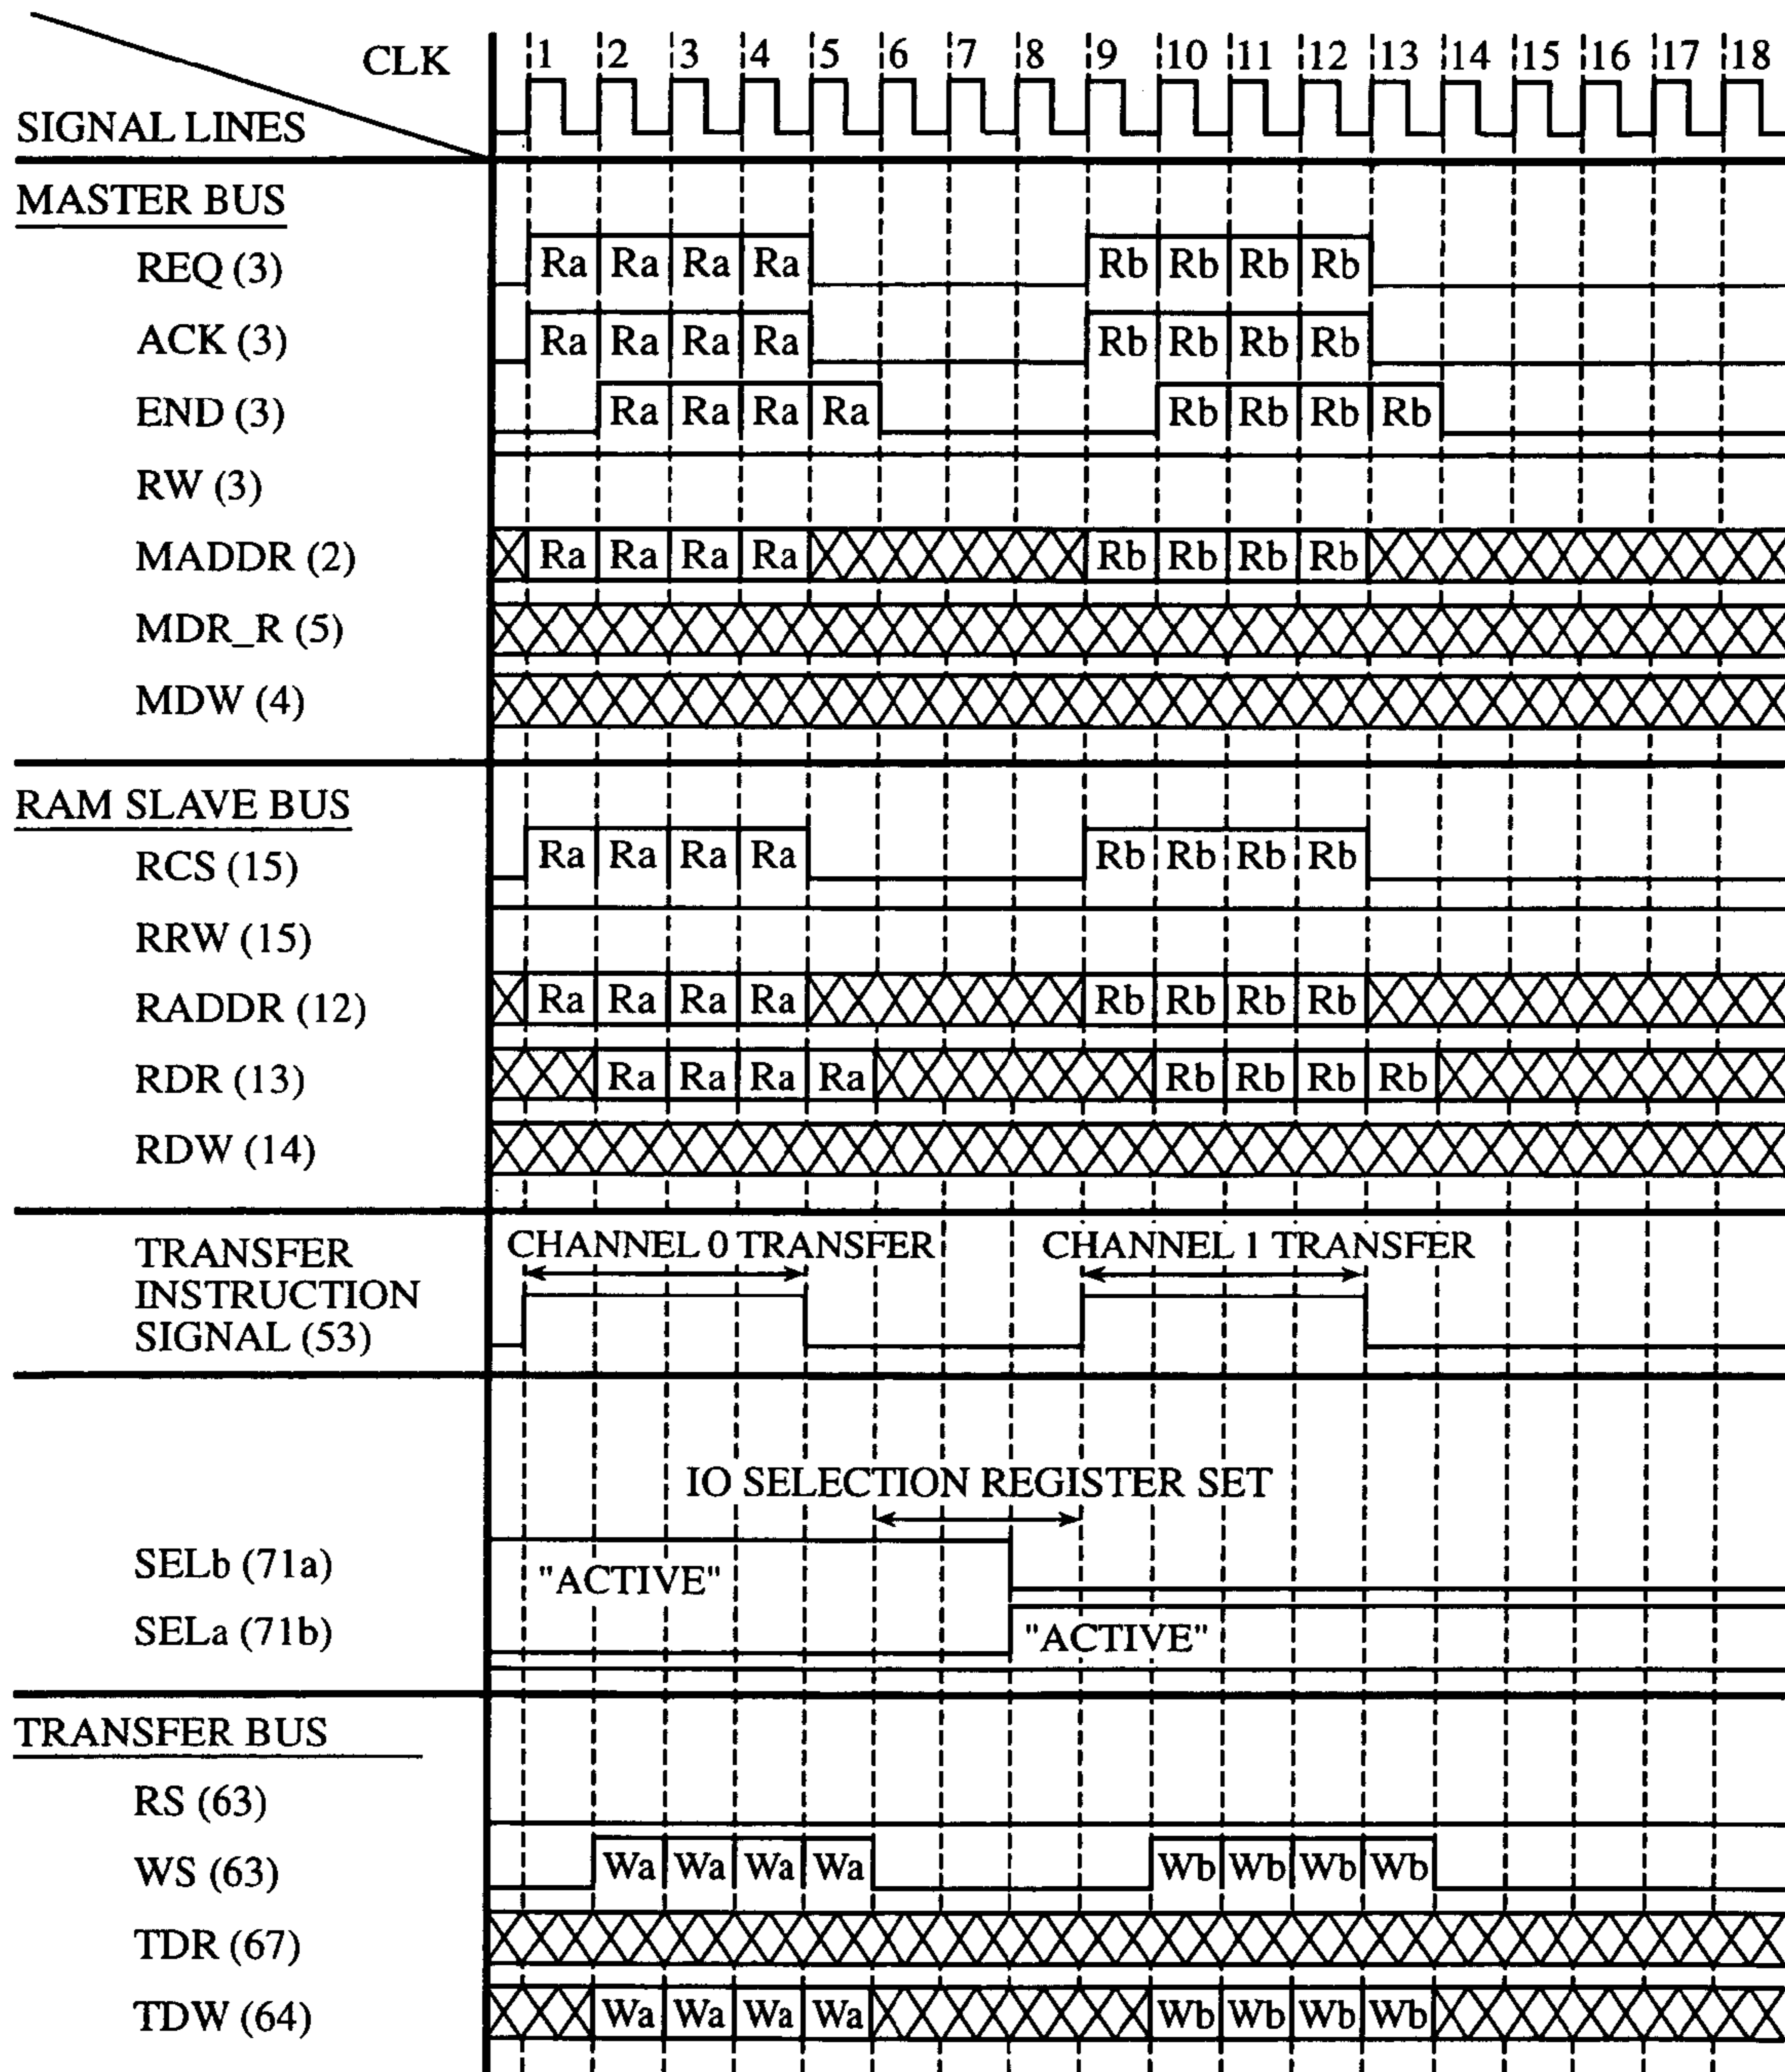 CLK 1 2 3 4 5 6 7 8 9 10 11 12 13 14 15 16 17 18
SIGNAL LINES
MASTER BUS
REQ (3) Ra Ra Ra Ra Rb Rb Rb Rb
ACK (3) Ra Ra Ra Ra Rb Rb Rb Rb
END (3) Ra Ra Ra Ra Rb Rb Rb Rb
RW (3)
MADDR (2) Ra Ra Ra Ra Rb Rb Rb Rb
MDR_R (5)
MDW (4)
RAM SLAVE BUS
RCS (15) Ra Ra Ra Ra Rb Rb Rb Rb
RRW (15)
RADDR (12) Ra Ra Ra Ra Rb Rb Rb Rb
RDR (13) Ra Ra Ra Ra Rb Rb Rb Rb
RDW (14)
TRANSFER
INSTRUCTION
SIGNAL (53)
CHANNEL 0 TRANSFER CHANNEL 1 TRANSFER
IO SELECTION REGISTER SET
SELb (71a) "ACTIVE"
SELa (71b) "ACTIVE"
TRANSFER BUS
RS (63)
WS (63) Wa Wa Wa Wa Wb Wb Wb Wb
TDR (67)
TDW (64) Wa Wa Wa Wa Wb Wb Wb Wb